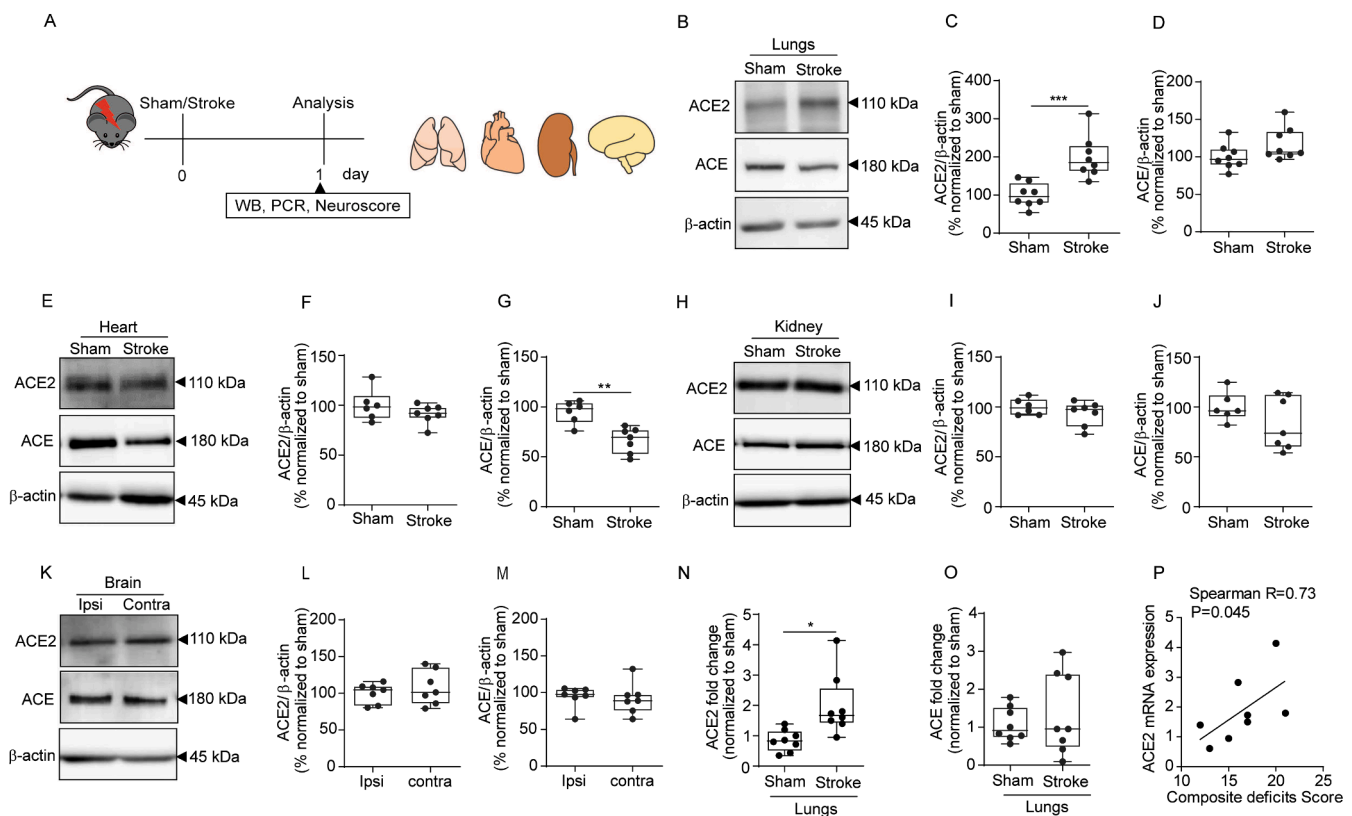 A
Sham/Stroke
Analysis
0
1
day
WB, PCR, Neuroscore
B
Lungs
Sham Stroke
ACE2
110 kDa
ACE
180 kDa
β-actin
45 kDa
C
ACE2/β-actin
(% normalized to sham)
400
300
200
100
0
***
Sham Stroke
D
ACE/β-actin
(% normalized to sham)
200
150
100
50
0
Sham Stroke
E
Heart
Sham Stroke
ACE2
110 kDa
ACE
180 kDa
β-actin
45 kDa
F
ACE2/β-actin
(% normalized to sham)
150
100
50
0
Sham Stroke
G
ACE/β-actin
(% normalized to sham)
150
100
50
0
**
Sham Stroke
H
Kidney
Sham Stroke
ACE2
110 kDa
ACE
180 kDa
β-actin
45 kDa
I
ACE2/β-actin
(% normalized to sham)
150
100
50
0
Sham Stroke
J
ACE/β-actin
(% normalized to sham)
150
100
50
0
Sham Stroke
K
Brain
Ipsi Contra
ACE2
110 kDa
ACE
180 kDa
β-actin
45 kDa
L
ACE2/β-actin
(% normalized to sham)
200
150
100
50
0
Ipsi contra
M
ACE/β-actin
(% normalized to sham)
200
150
100
50
0
Ipsi contra
N
ACE2 fold change
(normalized to sham)
5
4
3
2
1
0
*
Sham Stroke
Lungs
O
ACE fold change
(normalized to sham)
4
3
2
1
0
Sham Stroke
Lungs
P
Spearman R=0.73
P=0.045
ACE2 mRNA expression
5
4
3
2
1
0
10 15 20 25
Composite deficits Score